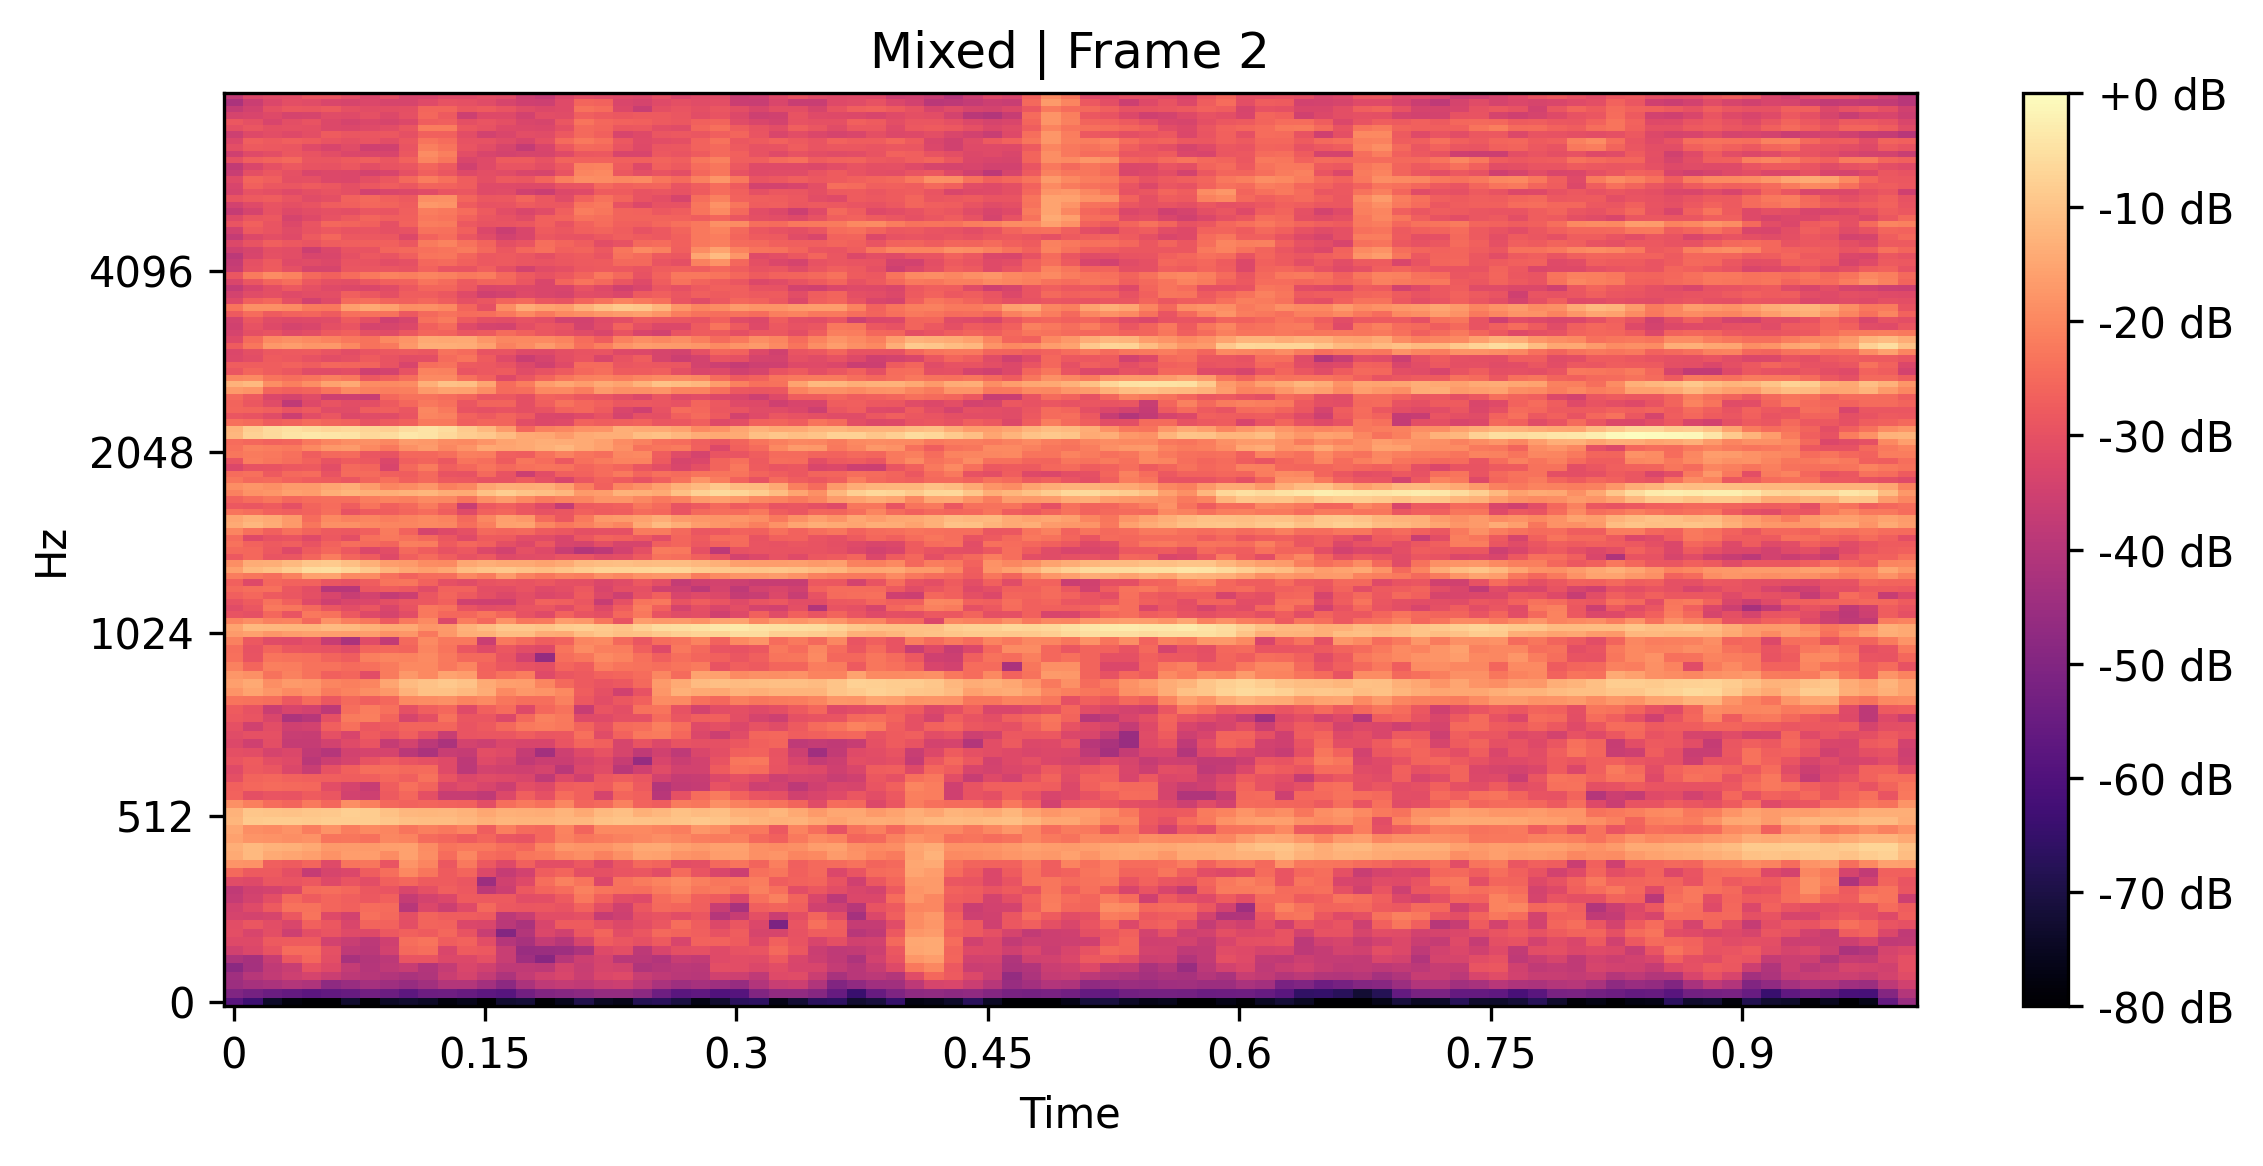 Mixed | Frame 2
+0 dB
-10 dB
-20 dB
-30 dB
-40 dB
-50 dB
-60 dB
-70 dB
-80 dB
4096
2048
1024
512
0
Hz
0 0.15 0.3 0.45 0.6 0.75 0.9
Time